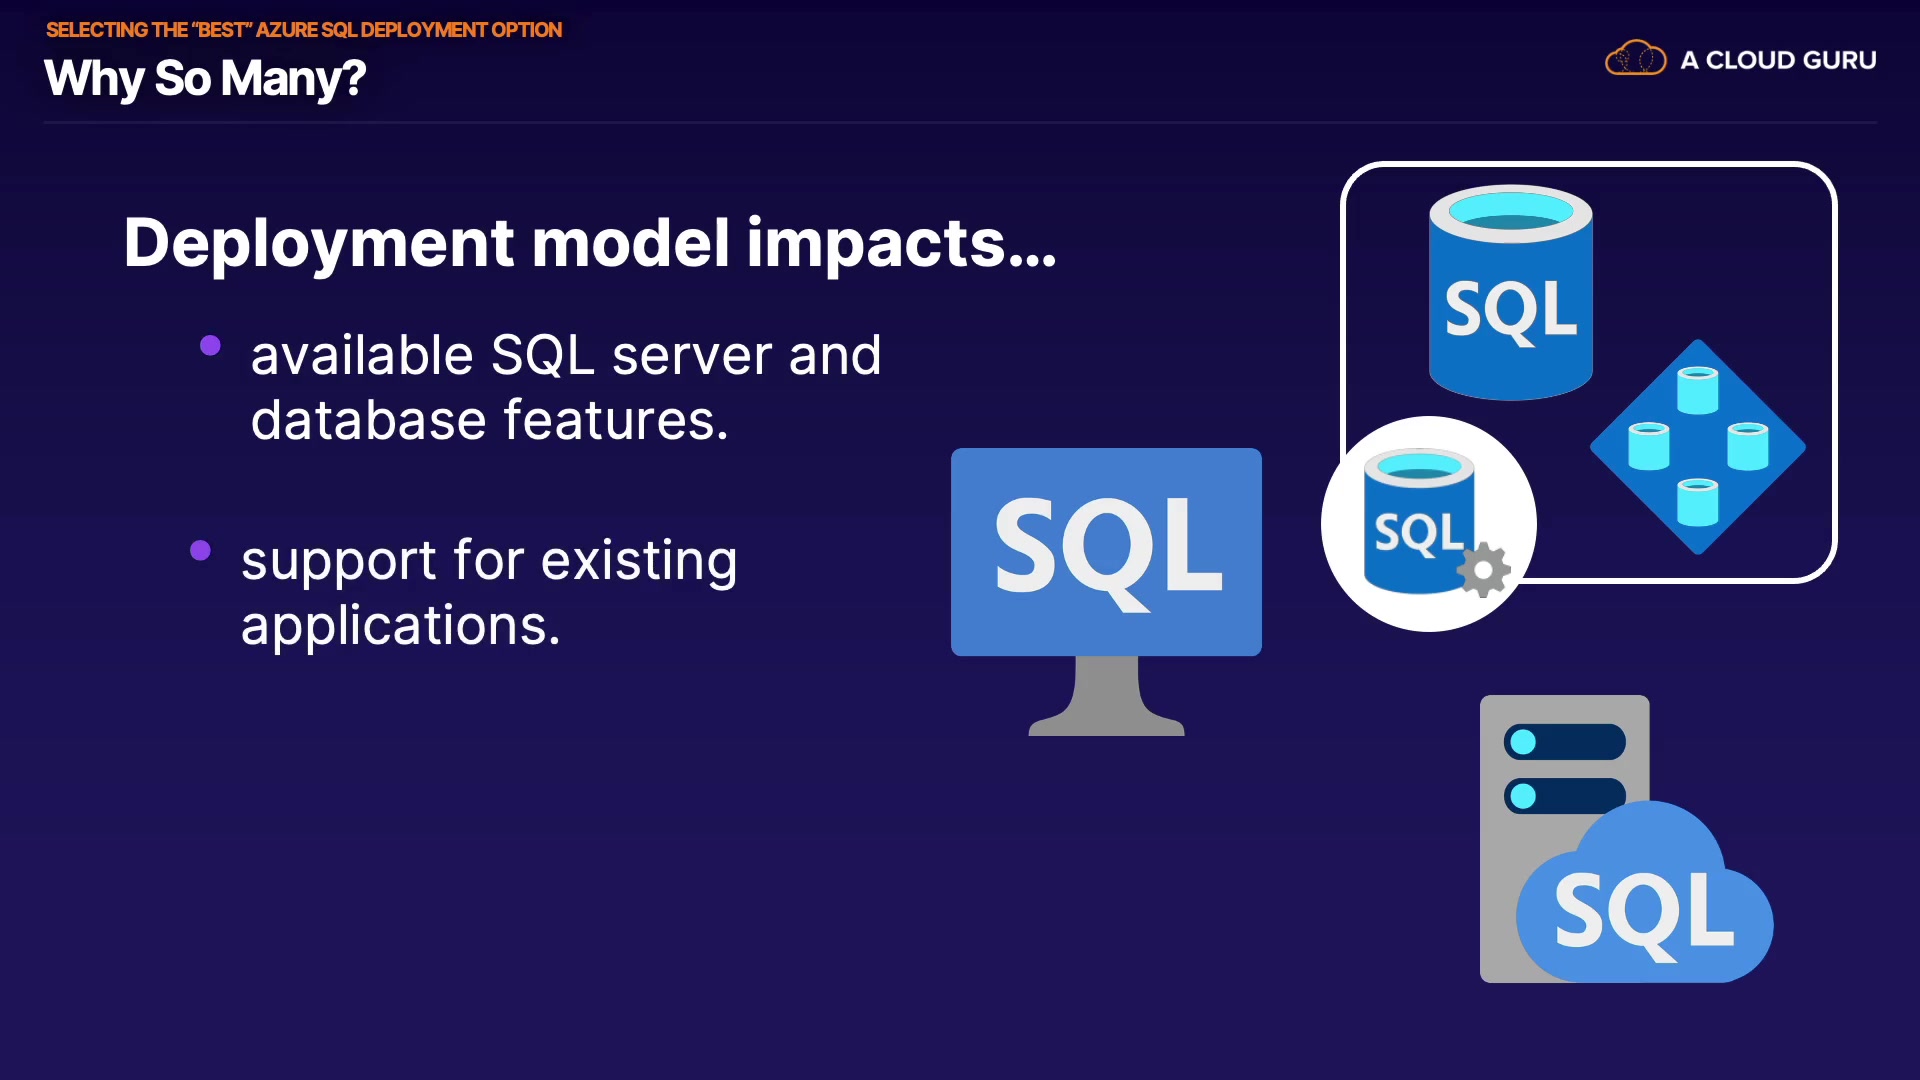 SELECTING THE “BEST” AZURE SQL DEPLOYMENT OPTION
Why So Many?
A CLOUD GURU
Deployment model impacts...
available SQL server and
database features.
support for existing
applications.
SQL
SQL
SQL
SQL